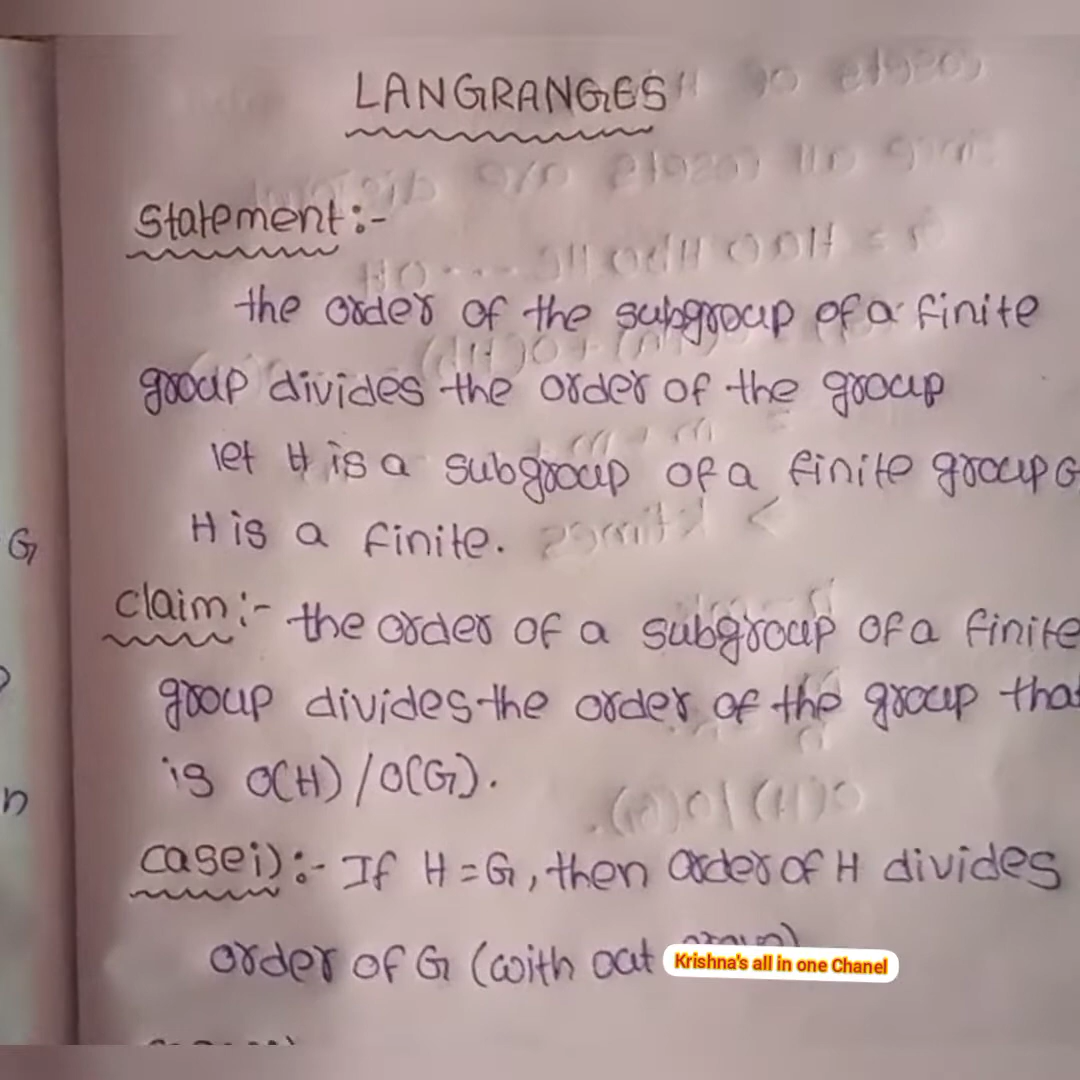 LANGRANGES
Statement:-
the order of the subgroup of a finite
group divides the order of the group
let H is a subgroup of a finite group G
H is a finite.
G
claim:- the order of a subgroup of a finite
group divides the order of the group that
is O(H)/O(G).
n
case i):- If H=G, then order of H divides
order of G (with out
Krishna's all in one Chanel